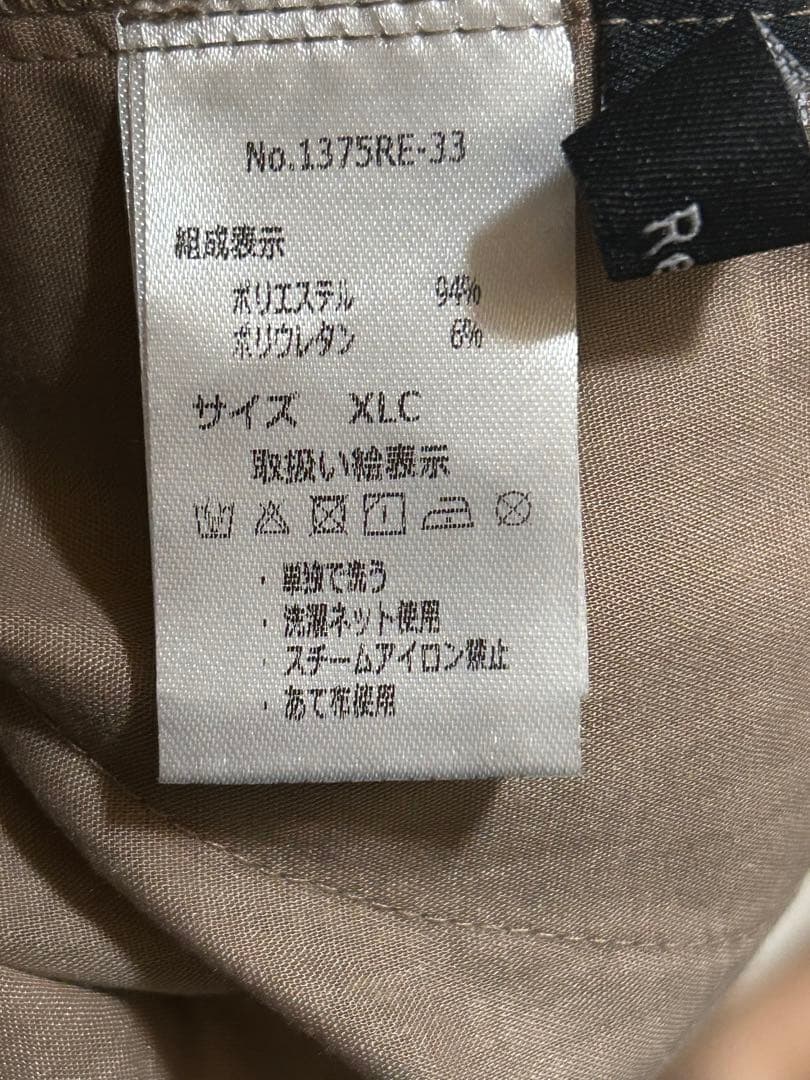 No.1375RE-33
組成表示
ポリエステル 94%
ポリウレタン 6%
サイズ XLC
取扱い絵表示
・単独で洗う
・洗濯ネット使用
・スチームアイロン禁止
・あて布使用
Re